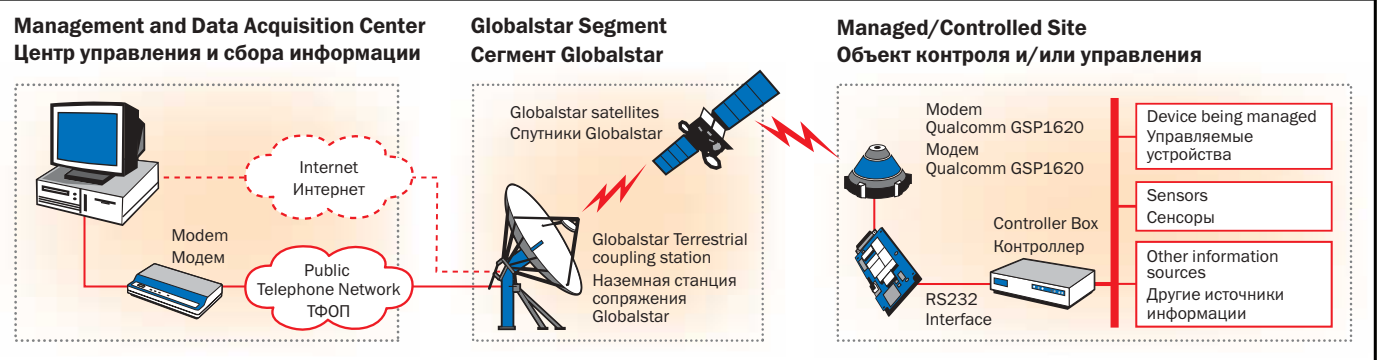 Management and Data Acquisition Center
Центр управления и сбора информации
Internet
Интернет
Modem
Модем
Public
Telephone Network
ТФОП
Globalstar Segment
Сегмент Globalstar
Globalstar satellites
Спутники Globalstar
Globalstar Terrestrial
coupling station
Наземная станция
сопряжения
Globalstar
Managed/Controlled Site
Объект контроля и/или управления
Modem
Qualcomm GSP1620
Модем
Qualcomm GSP1620
Controller Box
Контроллер
RS232
Interface
Device being managed
Управляемые
устройства
Sensors
Сенсоры
Other information
sources
Другие источники
информации